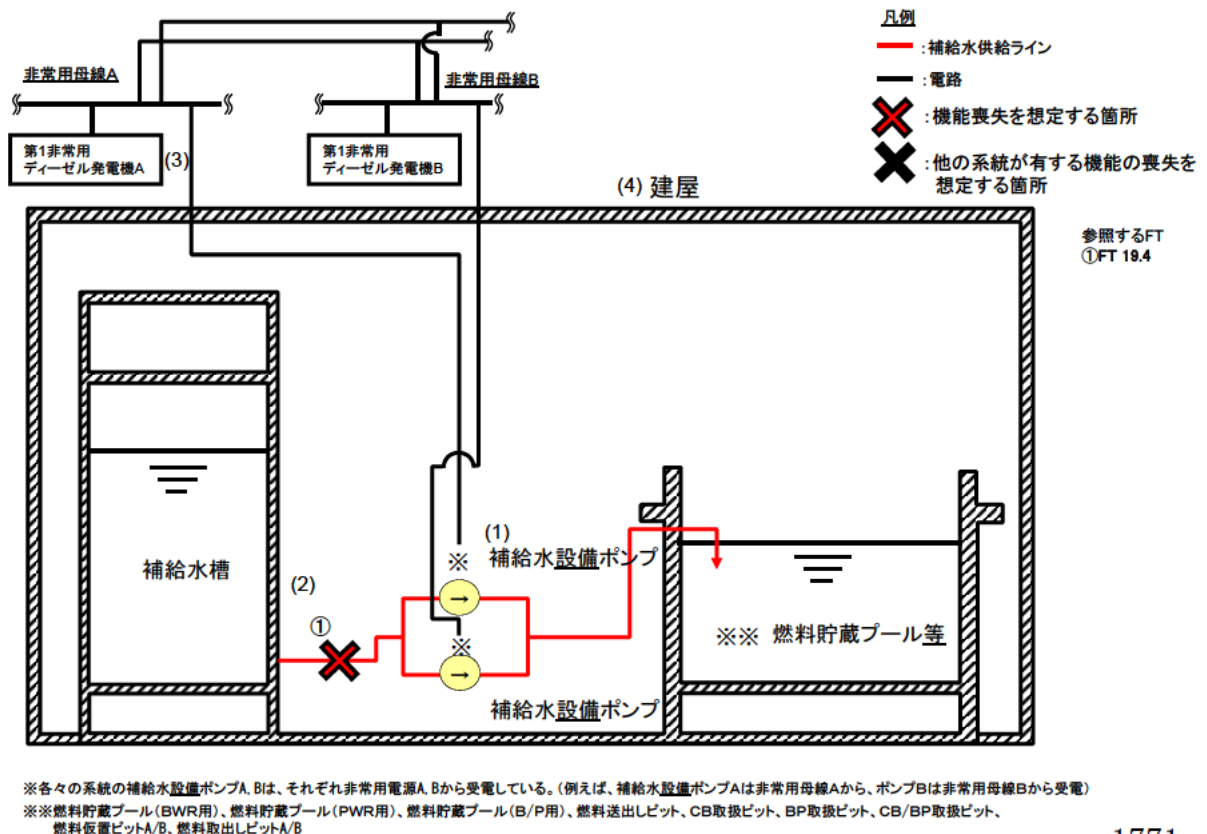 凡例
:補給水供給ライン
:電路
:機能喪失を想定する箇所
:他の系統が有する機能の喪失を
想定する箇所
非常用母線A
非常用母線B
第1非常用
ディーゼル発電機A
(3)
第1非常用
ディーゼル発電機B
(4) 建屋
参照するFT
①FT 19.4
補給水槽
(2)
①
(1)
※
補給水設備ポンプ
→
※
→
補給水設備ポンプ
※※ 燃料貯蔵プール等
※各々の系統の補給水設備ポンプA, Bは、それぞれ非常用電源A, Bから受電している。(例えば、補給水設備ポンプAは非常用母線Aから、ポンプBは非常用母線Bから受電)
※※燃料貯蔵プール(BWR用)、燃料貯蔵プール(PWR用)、燃料貯蔵プール(B/P用)、燃料送出しピット、CB取扱ピット、BP取扱ピット、CB/BP取扱ピット、
燃料仮置ピットA/B、燃料取出しピットA/B